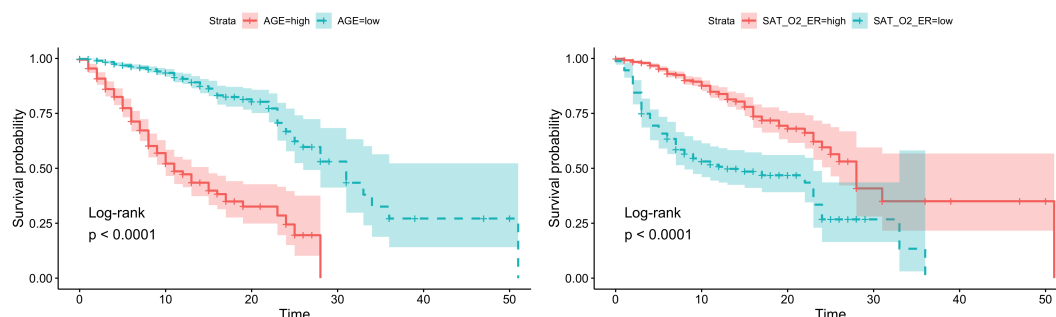 Strata AGE=high AGE=low
Survival probability
1.00
0.75
0.50
0.25
0.00
Log-rank
p < 0.0001
0 10 20 30 40 50
Time
Strata SAT_O2_ER=high SAT_O2_ER=low
Survival probability
1.00
0.75
0.50
0.25
0.00
Log-rank
p < 0.0001
0 10 20 30 40 50
Time